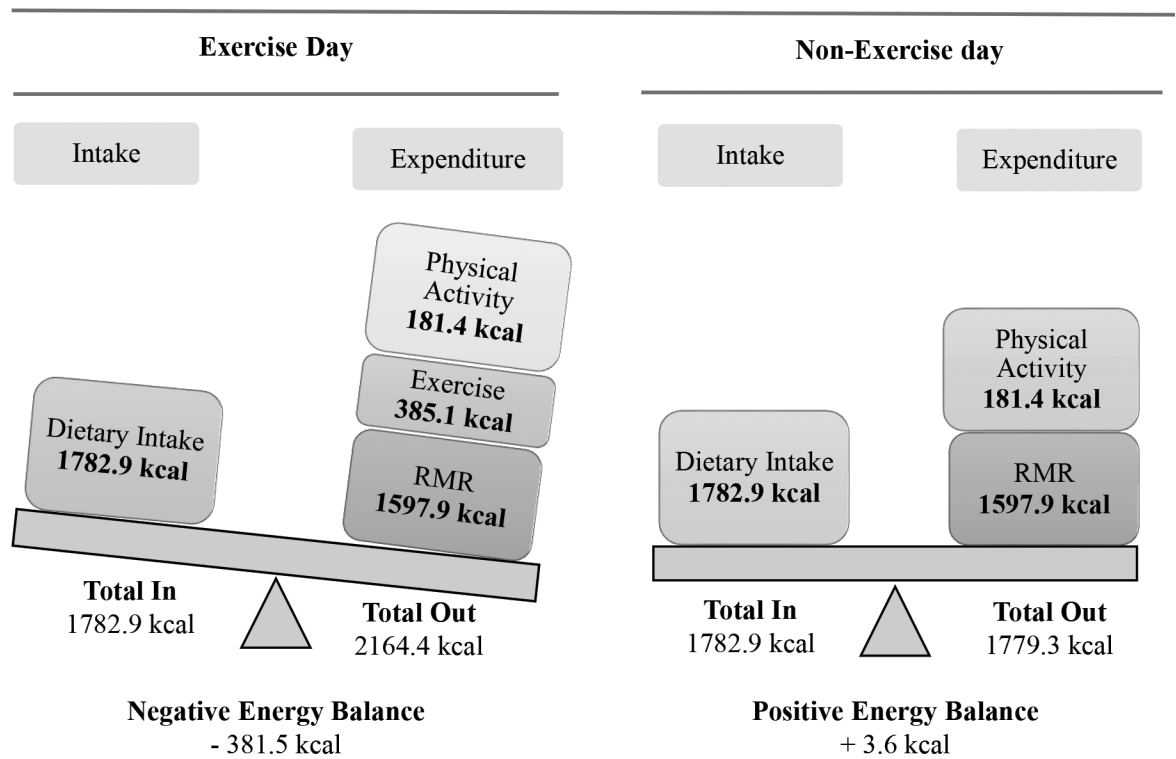 Exercise Day
Intake
Expenditure
Physical
Activity
181.4 kcal
Exercise
385.1 kcal
Dietary Intake
1782.9 kcal
RMR
1597.9 kcal
Total In
1782.9 kcal
Total Out
2164.4 kcal
Negative Energy Balance
- 381.5 kcal
Non-Exercise day
Intake
Expenditure
Physical
Activity
181.4 kcal
Dietary Intake
1782.9 kcal
RMR
1597.9 kcal
Total In
1782.9 kcal
Total Out
1779.3 kcal
Positive Energy Balance
+ 3.6 kcal